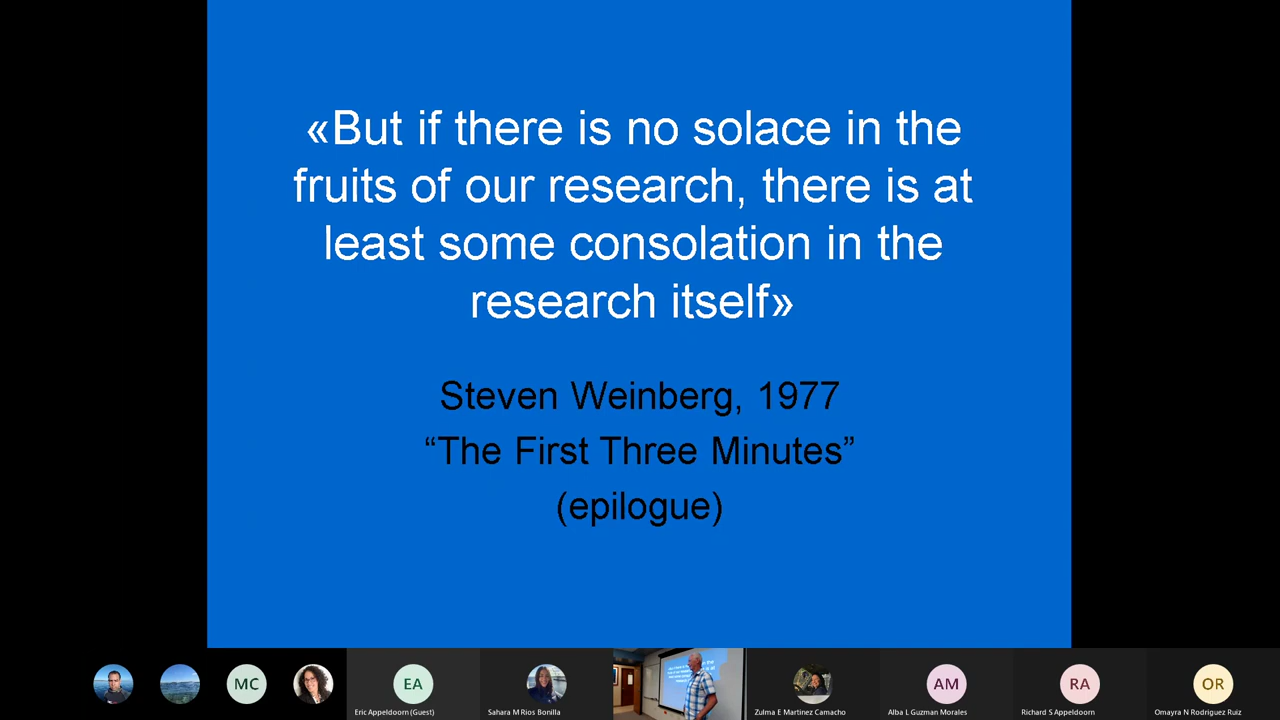 «But if there is no solace in the
fruits of our research, there is at
least some consolation in the
research itself»
Steven Weinberg, 1977
“The First Three Minutes”
(epilogue)
MC
EA
AM
RA
OR
Eric Appeldoorn (Guest)
Sahara M Rios Bonilla
Zulma E Martinez Camacho
Alba L Guzman Morales
Richard S Appeldoorn
Omayra N Rodriguez Ruiz